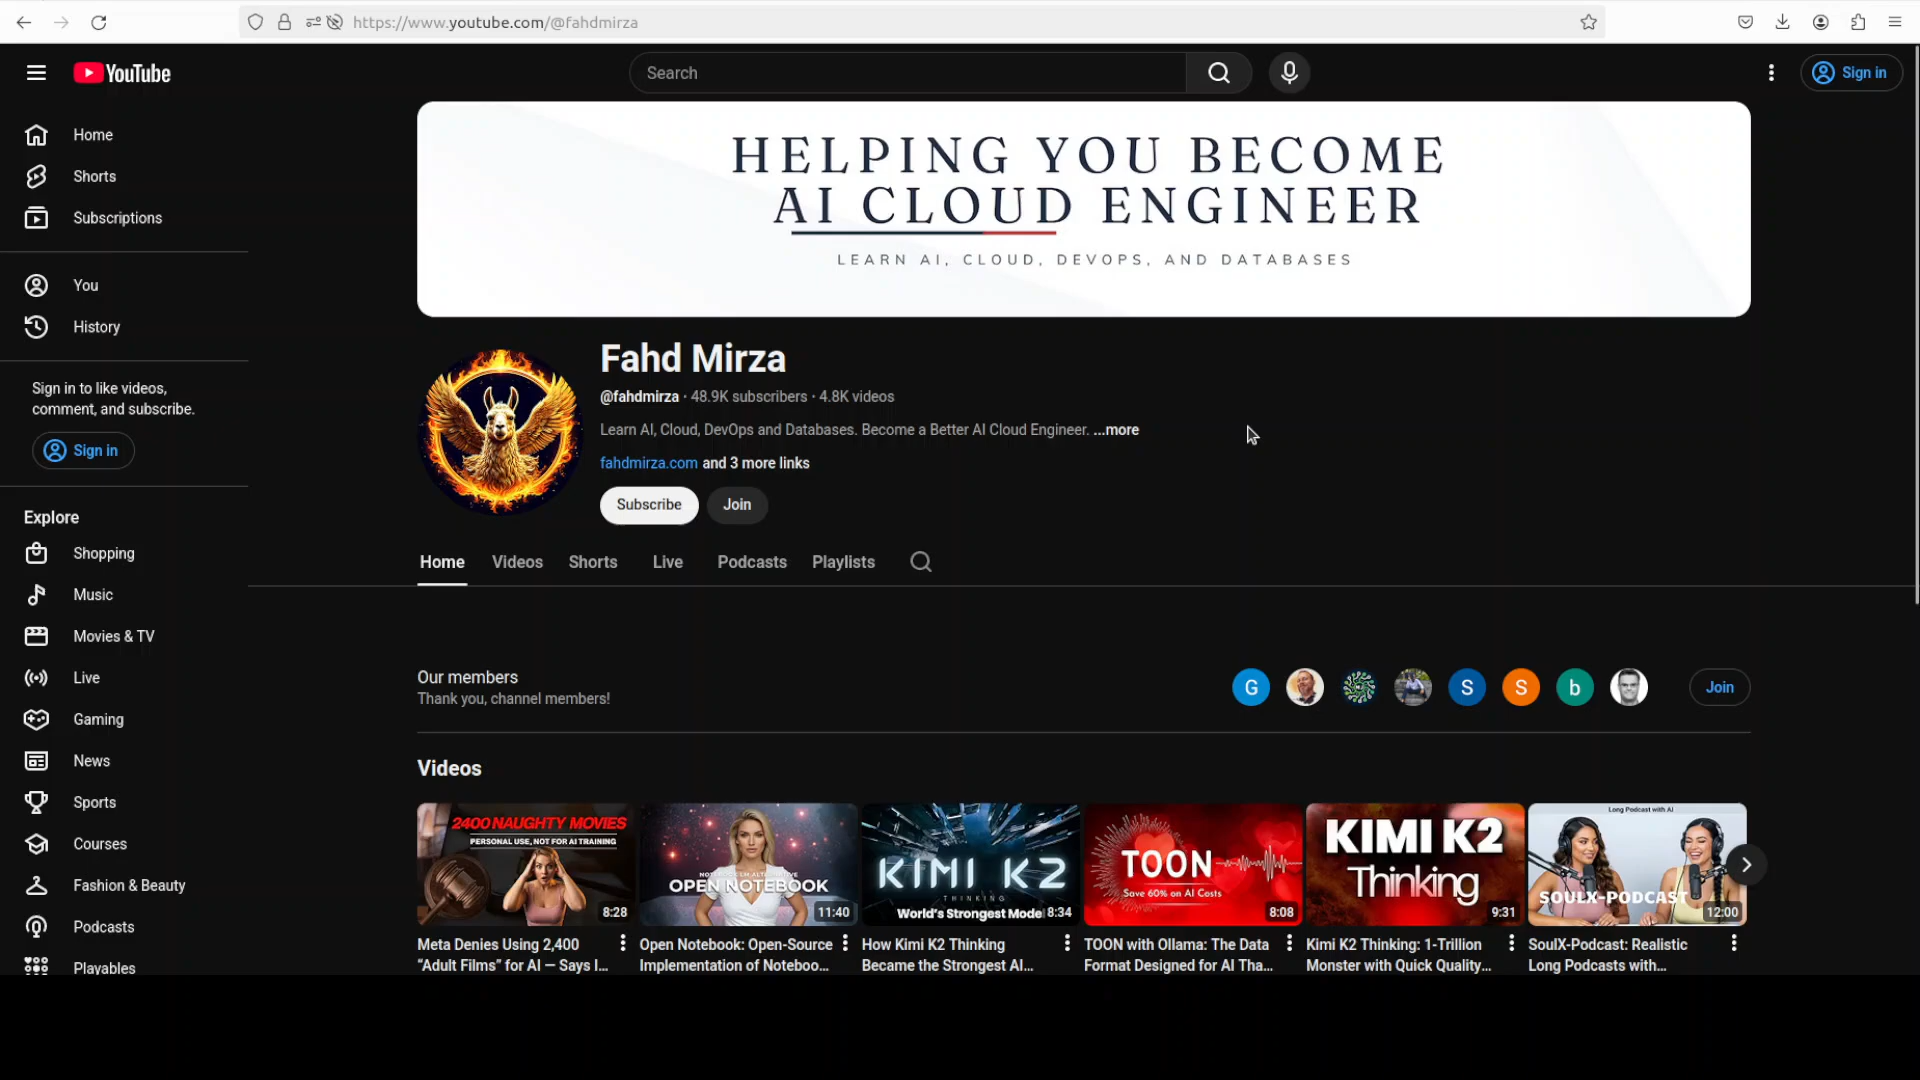 https://www.youtube.com/@fahdmirza
YouTube
Search
Sign in
Home
Shorts
Subscriptions
You
History
Sign in to like videos,
comment, and subscribe.
Sign in
Explore
Shopping
Music
Movies & TV
Live
Gaming
News
Sports
Courses
Fashion & Beauty
Podcasts
Playables
HELPING YOU BECOME
AI CLOUD ENGINEER
LEARN AI, CLOUD, DEVOPS, AND DATABASES
Fahd Mirza
@fahdmirza · 48.9K subscribers · 4.8K videos
Learn AI, Cloud, DevOps and Databases. Become a Better AI Cloud Engineer. ...more
fahdmirza.com and 3 more links
Subscribe Join
Home Videos Shorts Live Podcasts Playlists
Our members
Thank you, channel members!
G S S b
Join
Videos
2400 NAUGHTY MOVIES
PERSONAL USE, NOT FOR AI TRAINING
8:28
Meta Denies Using 2,400
“Adult Films” for AI — Says I...
OPEN NOTEBOOK
11:40
Open Notebook: Open-Source
Implementation of Noteboo...
KIMI K2
THINKING
World's Strongest Model
8:34
How Kimi K2 Thinking
Became the Strongest AI...
TOON
Save 60% on AI Costs
8:08
TOON with Ollama: The Data
Format Designed for AI Tha...
KIMI K2
Thinking
9:31
Kimi K2 Thinking: 1-Trillion
Monster with Quick Quality...
Long Podcast with AI
SOULX-PODCAST
12:00
SoulX-Podcast: Realistic
Long Podcasts with...